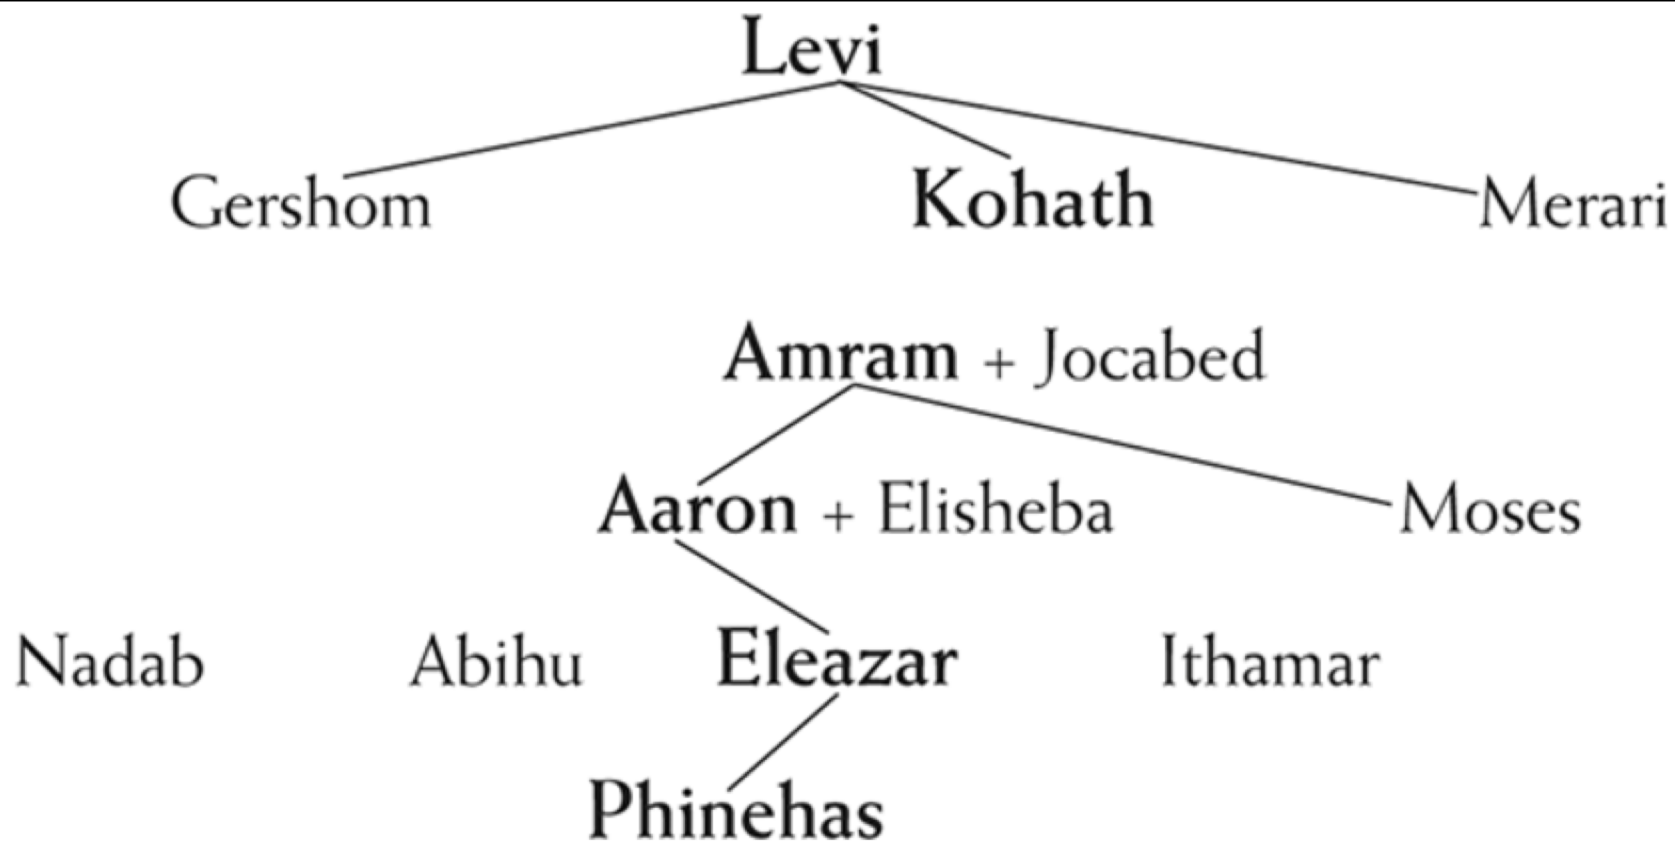 Levi
Gershom Kohath Merari
Amram + Jocabed
Aaron + Elisheba Moses
Nadab Abihu Eleazar Ithamar
Phinehas